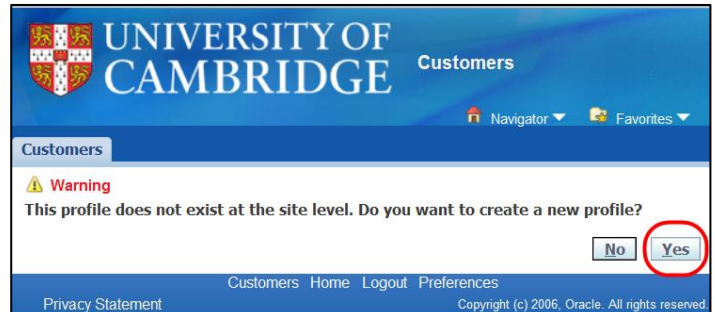 UNIVERSITY OF
CAMBRIDGE
Customers
Navigator
Favorites
Customers
Warning
This profile does not exist at the site level. Do you want to create a new profile?
No
Yes
Customers Home Logout Preferences
Privacy Statement
Copyright (c) 2006, Oracle. All rights reserved.